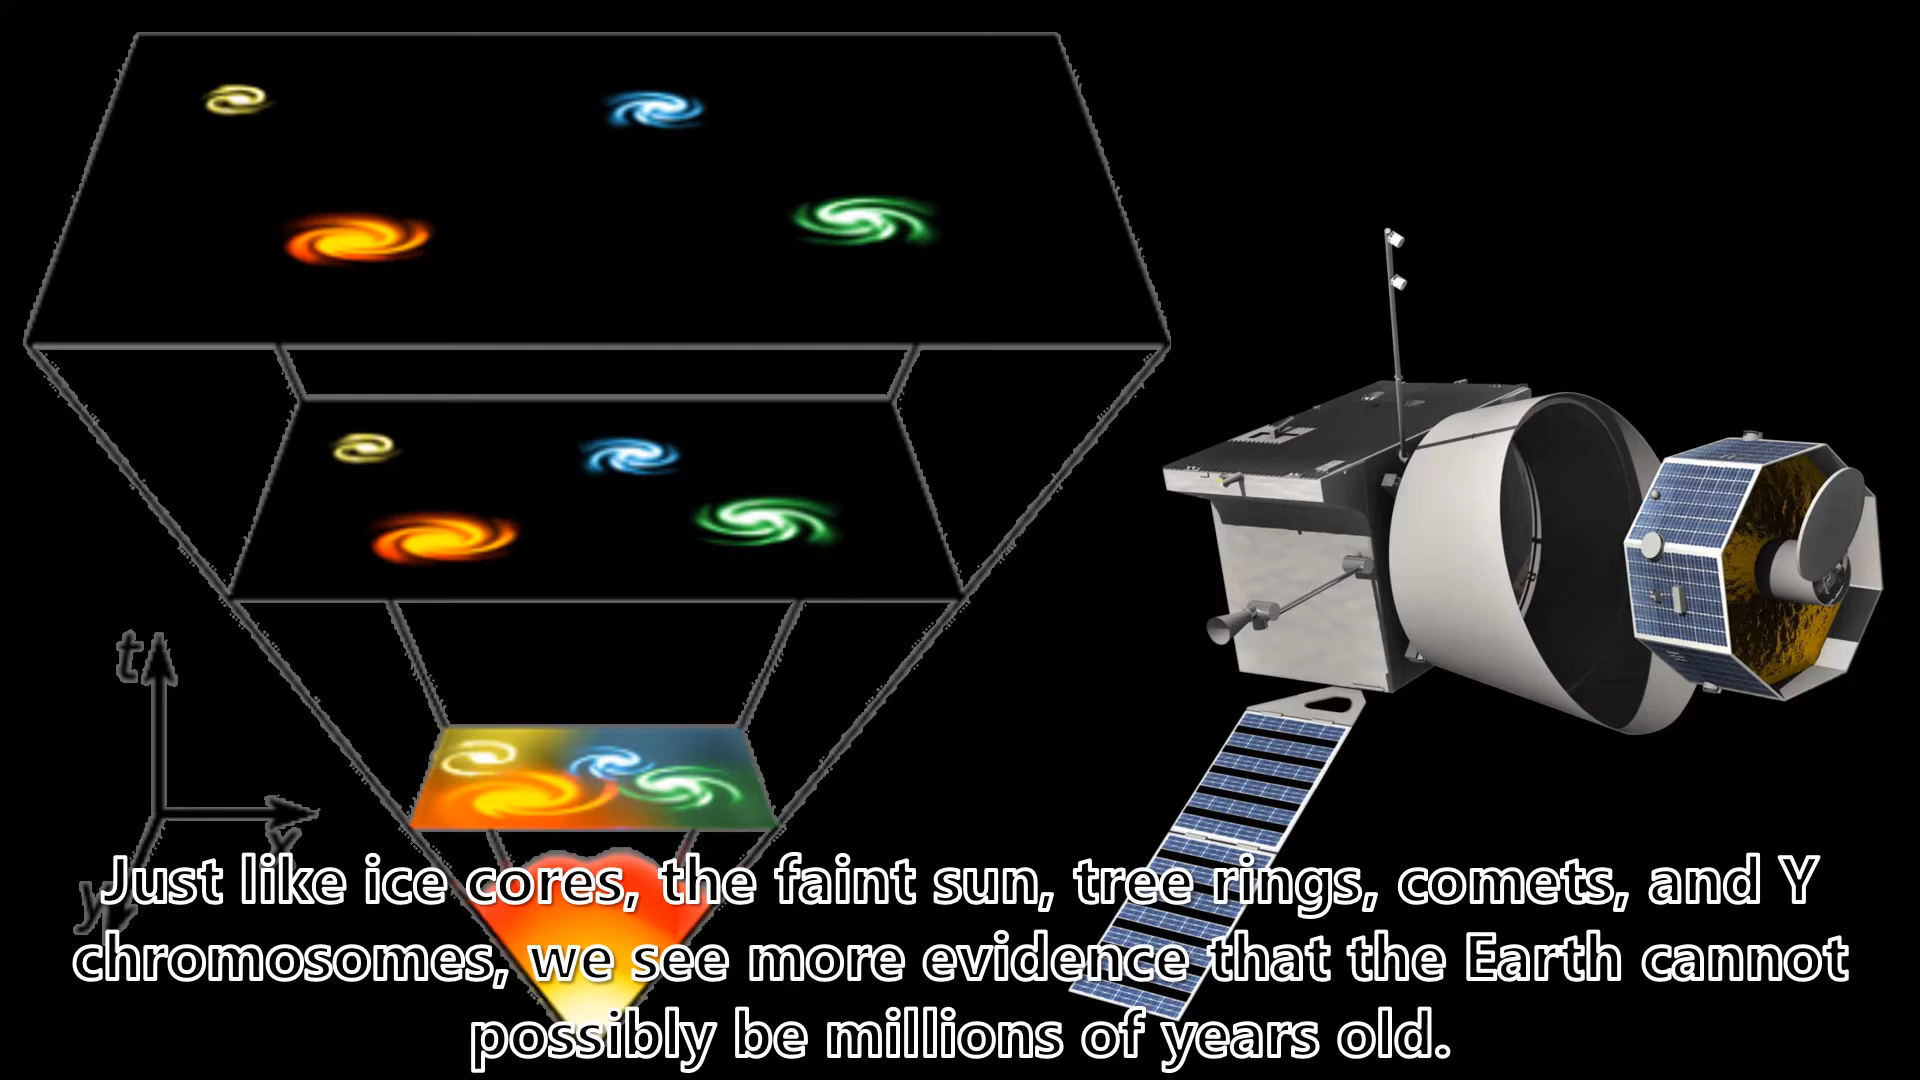 t
x
y
Just like ice cores, the faint sun, tree rings, comets, and Y
chromosomes, we see more evidence that the Earth cannot
possibly be millions of years old.